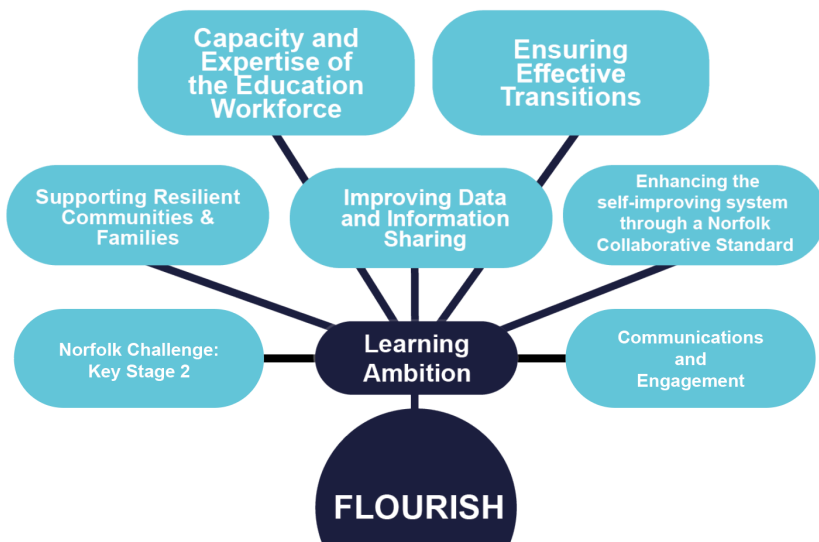 Capacity and
Expertise of
the Education
Workforce
Ensuring
Effective
Transitions
Supporting Resilient
Communities &
Families
Improving Data
and Information
Sharing
Enhancing the
self-improving system
through a Norfolk
Collaborative Standard
Norfolk Challenge:
Key Stage 2
Learning
Ambition
Communications
and
Engagement
FLOURISH